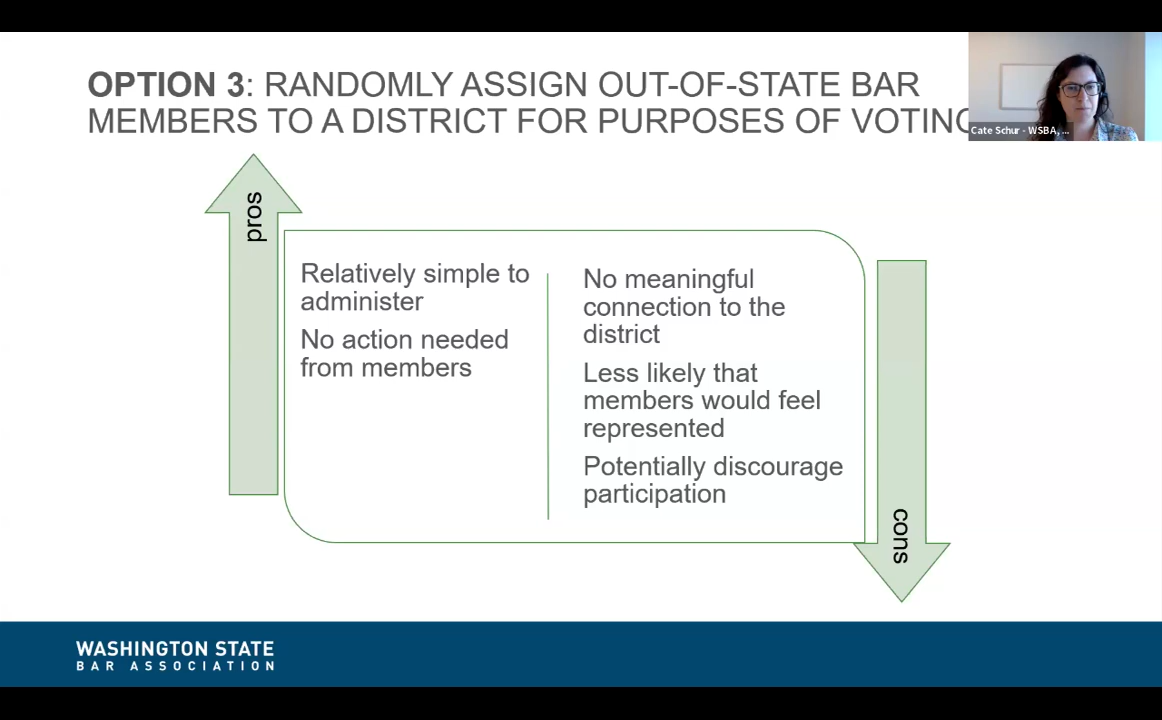 OPTION 3: RANDOMLY ASSIGN OUT-OF-STATE BAR
MEMBERS TO A DISTRICT FOR PURPOSES OF VOTING
Cate Schur - WSBA, ...
pros
Relatively simple to
administer
No action needed
from members
No meaningful
connection to the
district
Less likely that
members would feel
represented
Potentially discourage
participation
cons
WASHINGTON STATE
BAR ASSOCIATION